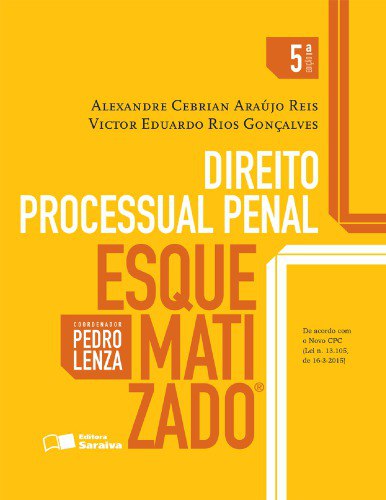 5ª
edição
ALEXANDRE CEBRIAN ARAÚJO REIS
VICTOR EDUARDO RIOS GONÇALVES
DIREITO
PROCESSUAL PENAL
ESQUE
MATI
ZADO®
COORDENADOR
PEDRO
LENZA
De acordo com
o Novo CPC
(Lei n. 13.105,
de 16-3-2015)
Editora
Saraiva